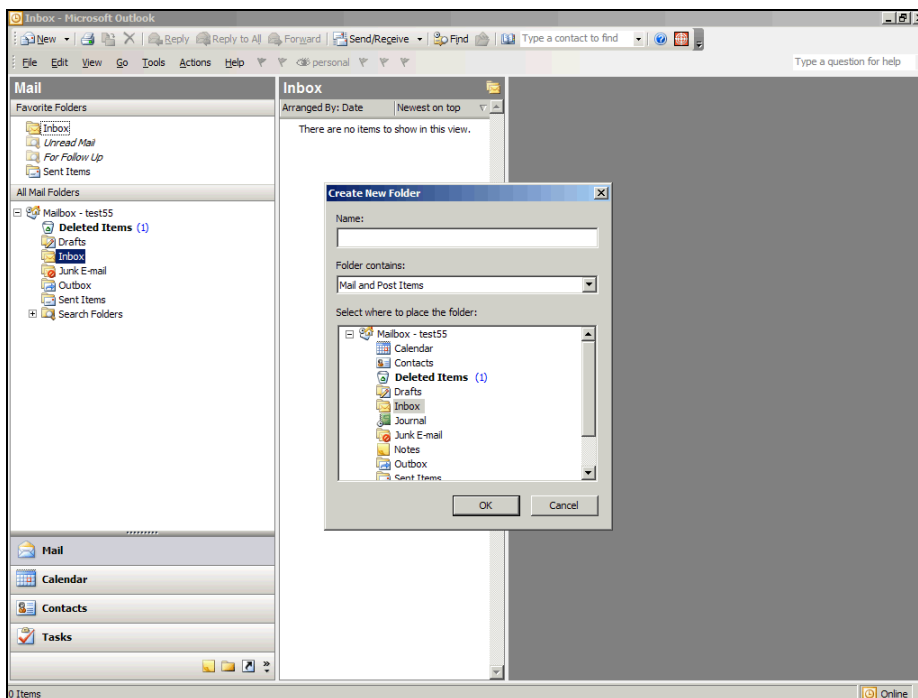 Inbox - Microsoft Outlook
New Reply Reply to All Forward Send/Receive Find Type a contact to find
File Edit View Go Tools Actions Help personal Type a question for help
Mail
Favorite Folders
Inbox
Unread Mail
For Follow Up
Sent Items
All Mail Folders
Mailbox - test55
Deleted Items (1)
Drafts
Inbox
Junk E-mail
Outbox
Sent Items
Search Folders
Mail
Calendar
Contacts
Tasks
Inbox
Arranged By: Date Newest on top
There are no items to show in this view.
Create New Folder
Name:
Folder contains:
Mail and Post Items
Select where to place the folder:
Mailbox - test55
Calendar
Contacts
Deleted Items (1)
Drafts
Inbox
Journal
Junk E-mail
Notes
Outbox
Sent Items
OK Cancel
0 Items Online